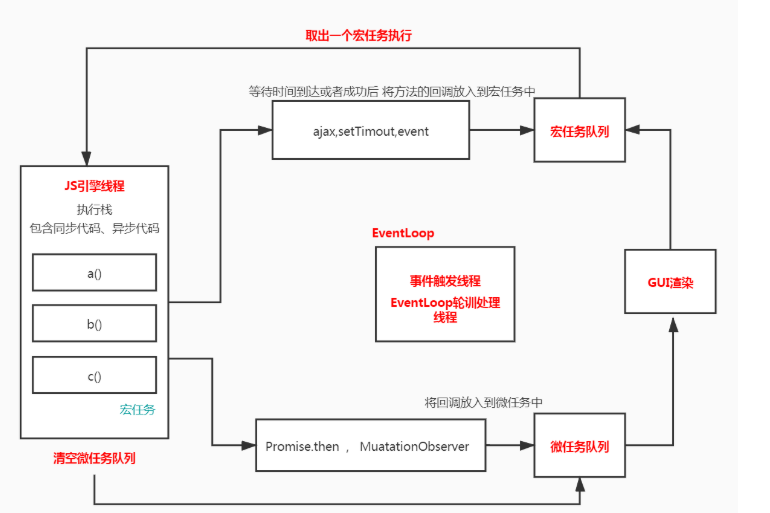 取出一个宏任务执行
等待时间到达或者成功后 将方法的回调放入到宏任务中
ajax,setTimout,event
宏任务队列
JS引擎线程
执行栈
包含同步代码、异步代码
a()
b()
c()
宏任务
清空微任务队列
EventLoop
事件触发线程
EventLoop轮训处理
线程
GUI渲染
将回调放入到微任务中
Promise.then ， MuatationObserver
微任务队列